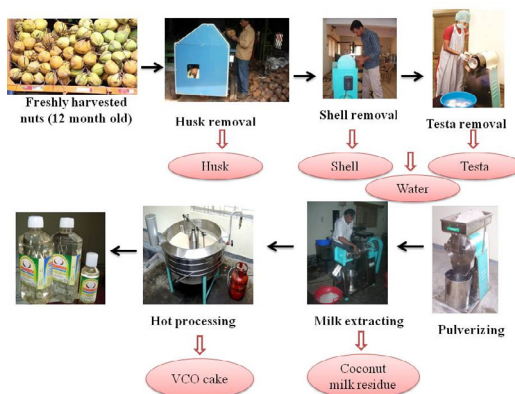 Freshly harvested
nuts (12 month old)
Husk removal
Shell removal
Testa removal
Husk
Shell
Testa
Water
Hot processing
Milk extracting
Pulverizing
VCO cake
Coconut
milk residue